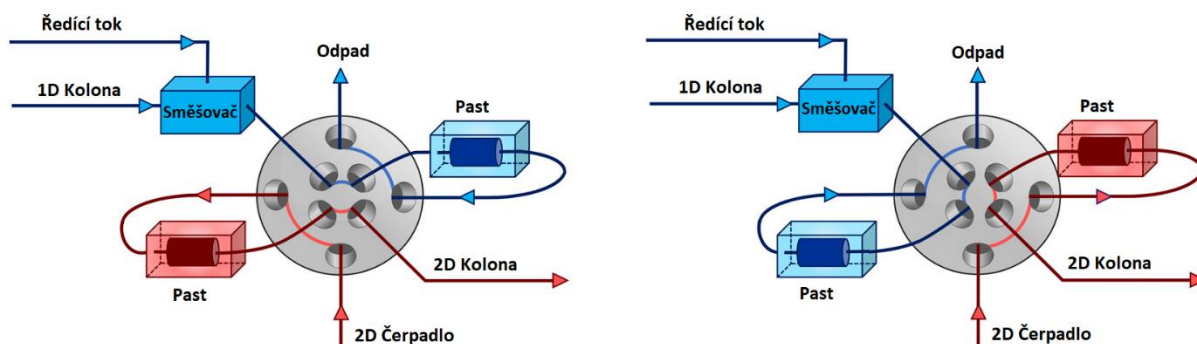 Ředící tok
1D Kolona
Směšovač
Odpad
Past
Past
2D Kolona
2D Čerpadlo
Ředící tok
1D Kolona
Směšovač
Odpad
Past
Past
2D Kolona
2D Čerpadlo